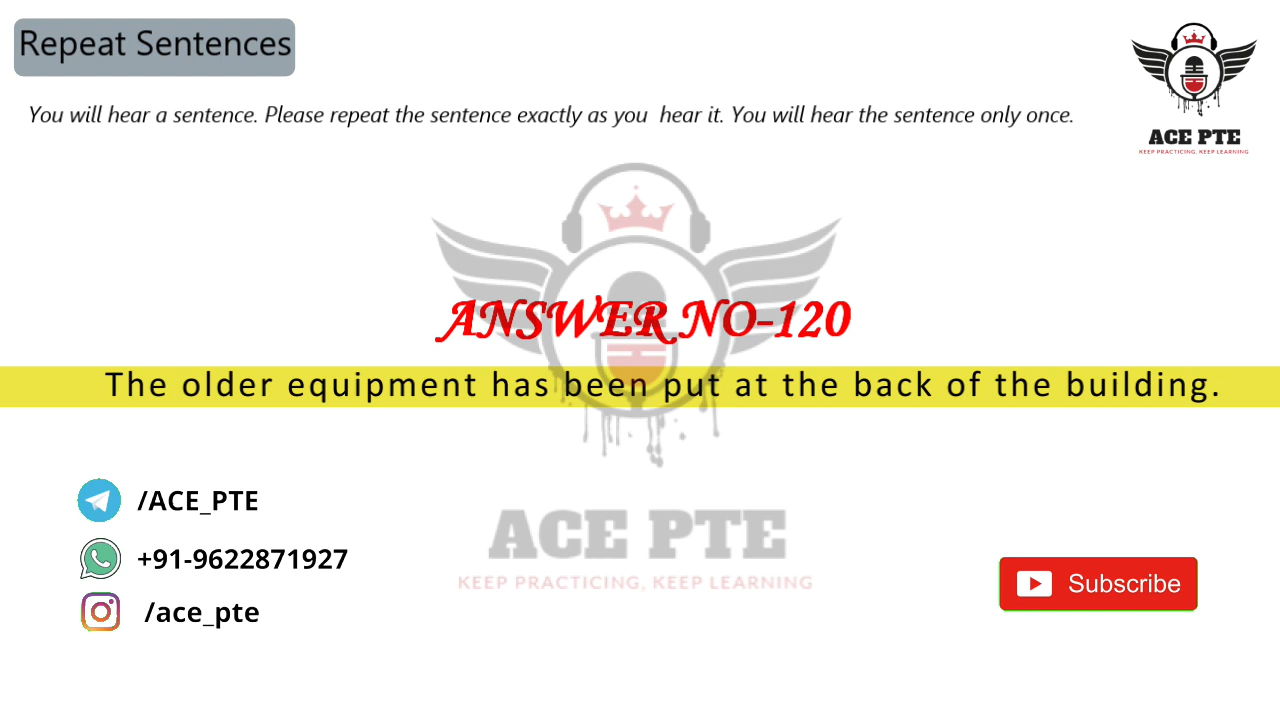 Repeat Sentences
You will hear a sentence. Please repeat the sentence exactly as you hear it. You will hear the sentence only once.
ACE PTE
KEEP PRACTICING, KEEP LEARNING
ANSWER NO-120
The older equipment has been put at the back of the building.
/ACE_PTE
+91-9622871927
/ace_pte
ACE PTE
KEEP PRACTICING, KEEP LEARNING
Subscribe